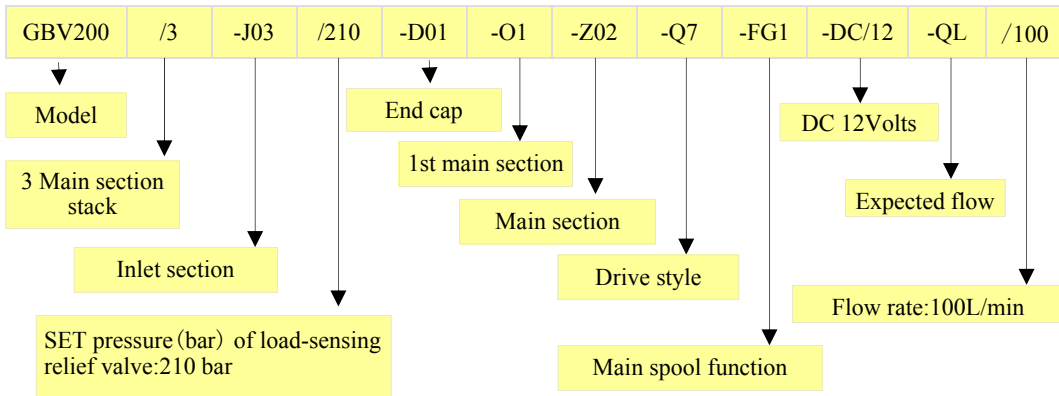 GBV200 /3 -J03 /210 -D01 -O1 -Z02 -Q7 -FG1 -DC/12 -QL /100
Model
End cap
DC 12Volts
1st main section
3 Main section
stack
Expected flow
Main section
Inlet section
Drive style
Flow rate:100L/min
SET pressure(bar) of load-sensing
relief valve:210 bar
Main spool function